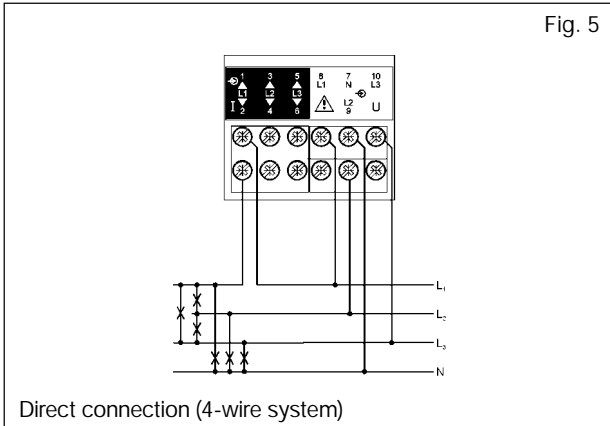 Fig. 5
1 3 5 8 7 10
L1 N L3
L1 L2 L3
L2
I 2 4 6 9 U
L1
L2
L3
N
Direct connection (4-wire system)